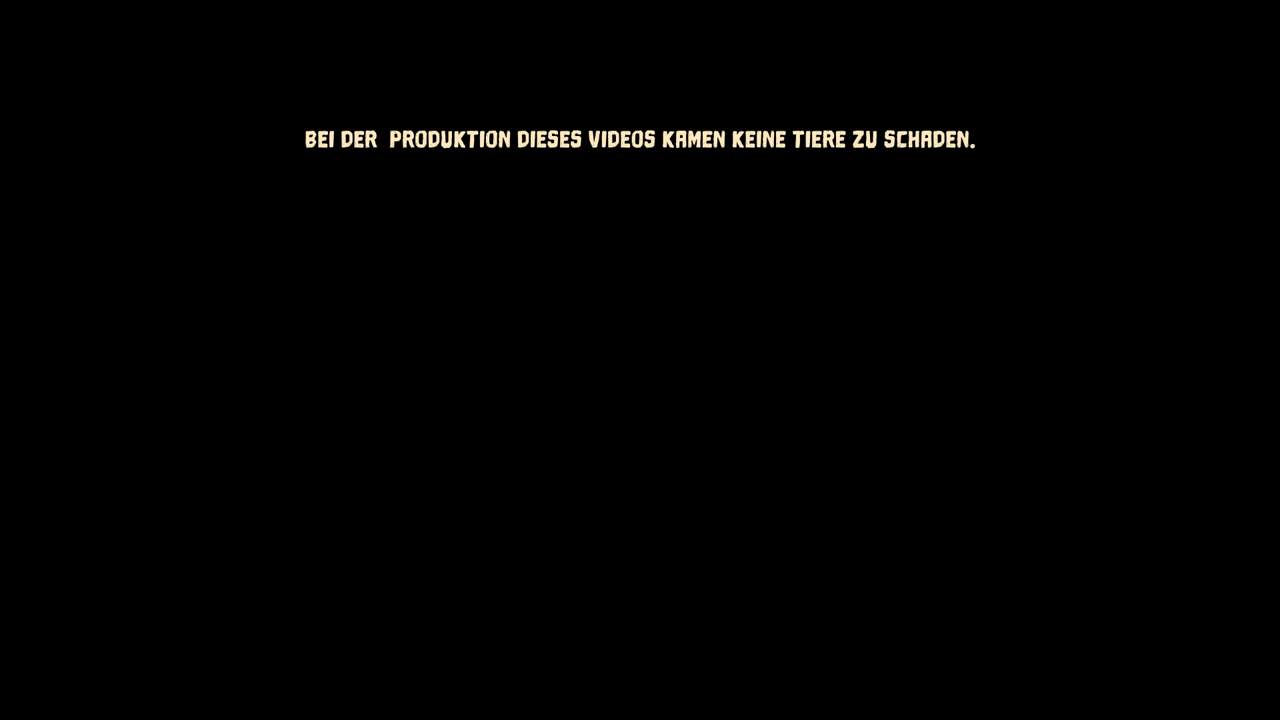 BEI DER  PRODUKTION DIESES VIDEOS KAMEN KEINE TIERE ZU SCHADEN.